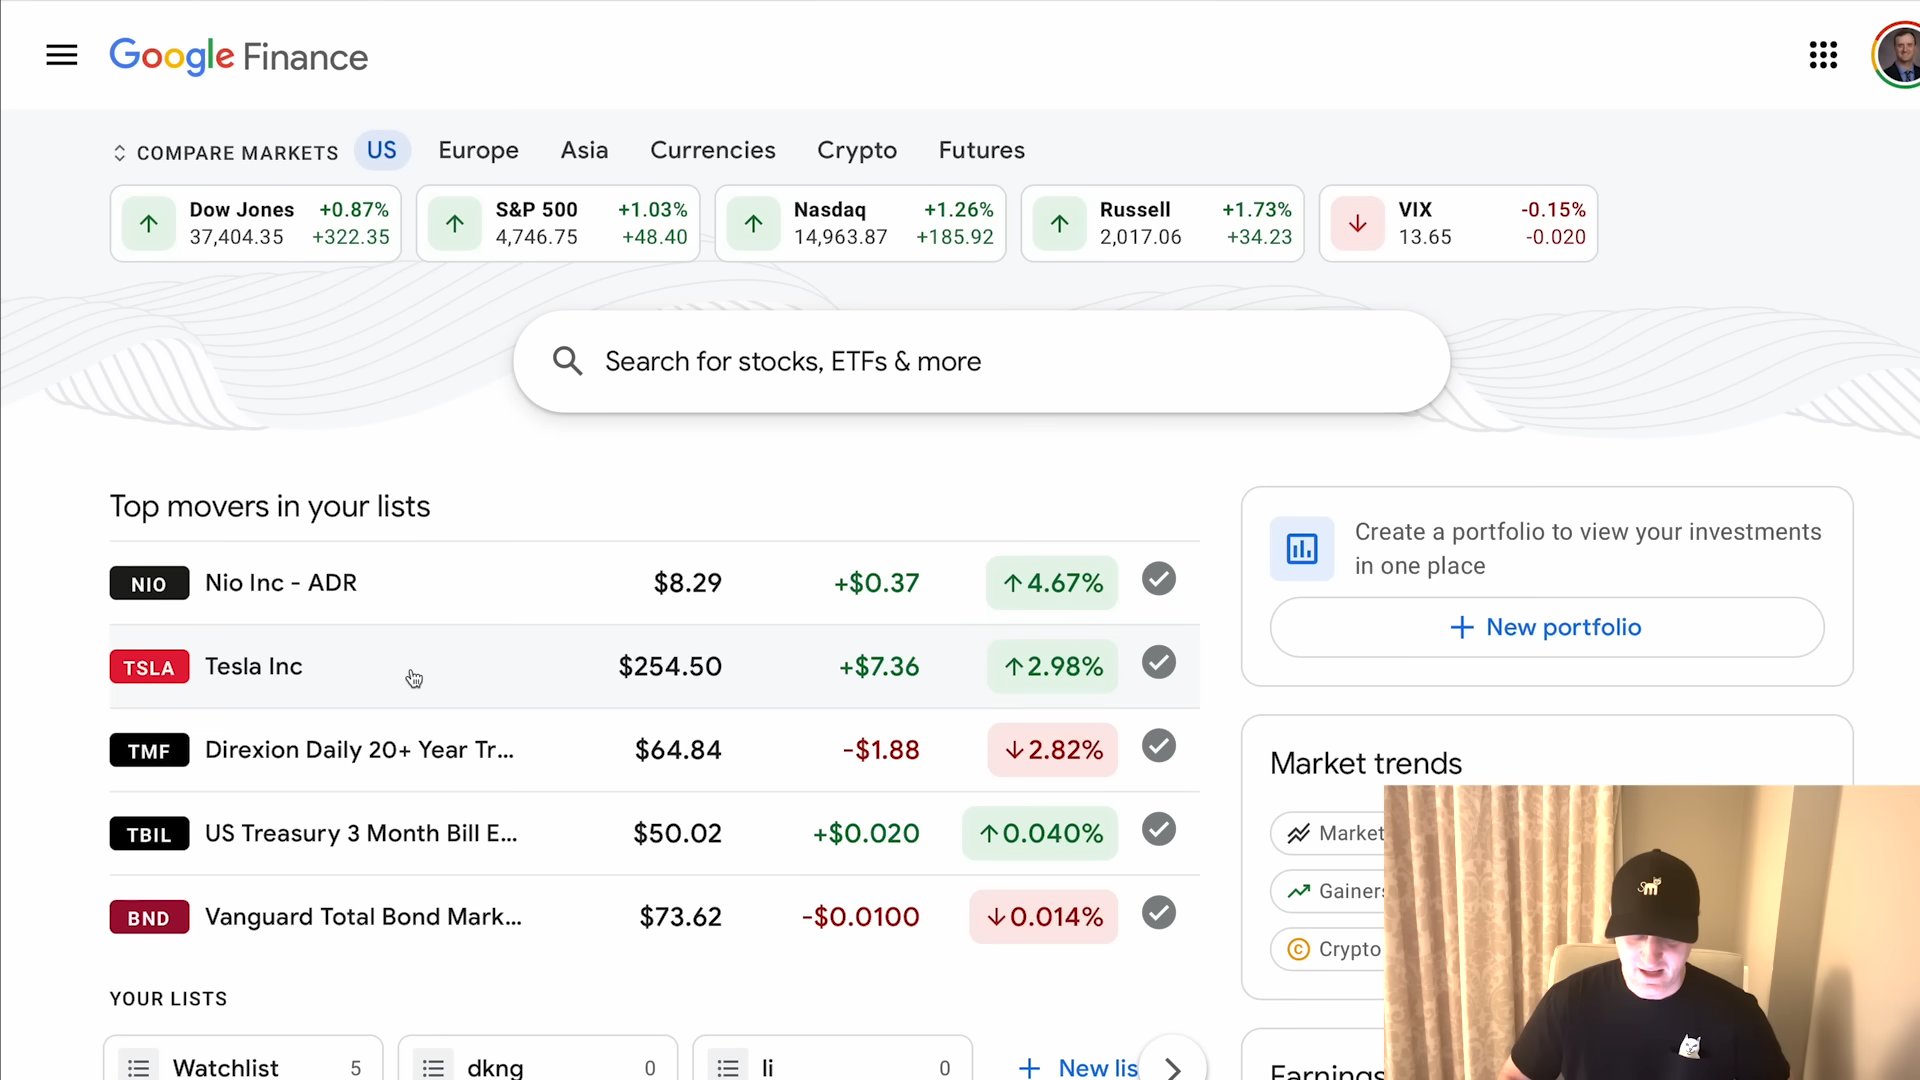 Google Finance
COMPARE MARKETS US Europe Asia Currencies Crypto Futures
Dow Jones +0.87%
37,404.35 +322.35
S&P 500 +1.03%
4,746.75 +48.40
Nasdaq +1.26%
14,963.87 +185.92
Russell +1.73%
2,017.06 +34.23
VIX -0.15%
13.65 -0.020
Search for stocks, ETFs & more
Top movers in your lists
NIO Nio Inc - ADR $8.29 +$0.37 ↑4.67%
TSLA Tesla Inc $254.50 +$7.36 ↑2.98%
TMF Direxion Daily 20+ Year Tr... $64.84 -$1.88 ↓2.82%
TBIL US Treasury 3 Month Bill E... $50.02 +$0.020 ↑0.040%
BND Vanguard Total Bond Mark... $73.62 -$0.0100 ↓0.014%
YOUR LISTS
Watchlist 5
dkng 0
li 0
+ New lis
Create a portfolio to view your investments
in one place
+ New portfolio
Market trends
Market
Gainers
Crypto
Earnings